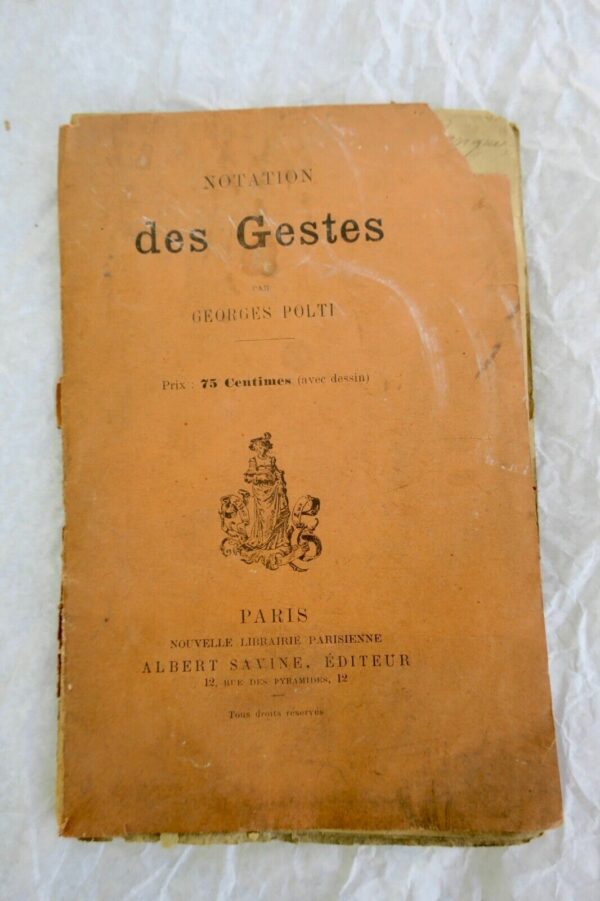 NOTATION
des Gestes
PAR
GEORGES POLTI
Prix : 75 Centimes (avec dessin)
PARIS
NOUVELLE LIBRAIRIE PARISIENNE
ALBERT SAVINE, ÉDITEUR
12, RUE DES PYRAMIDES, 12
Tous droits réservés